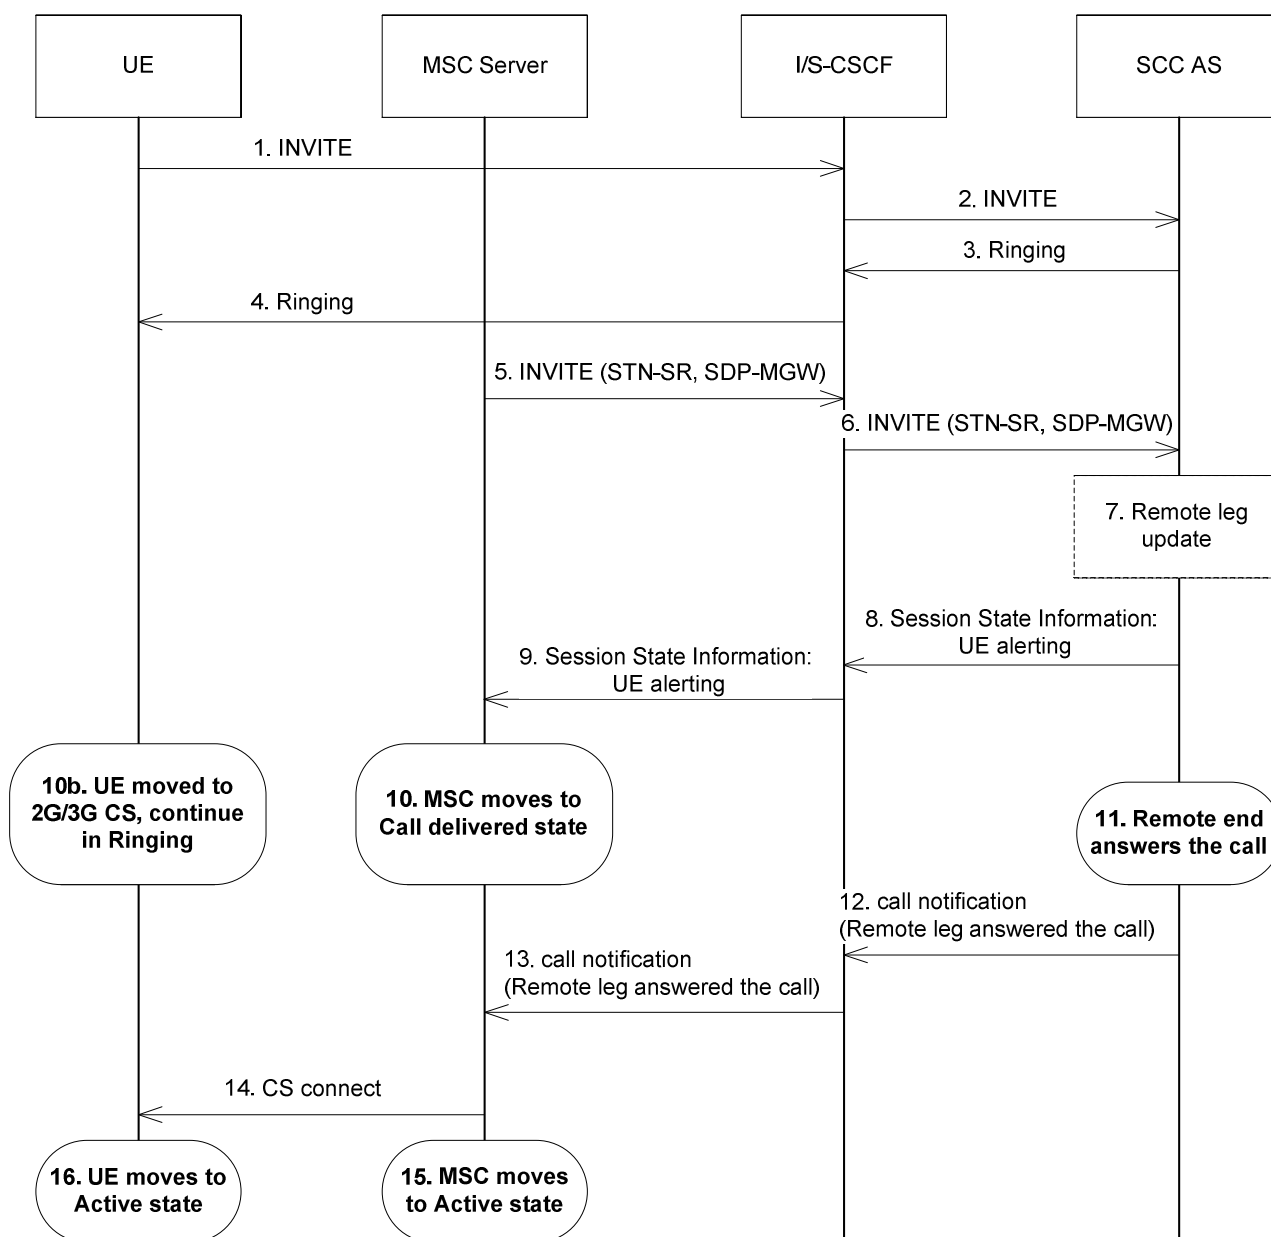 UE
MSC Server
I/S-CSCF
SCC AS
1. INVITE
2. INVITE
3. Ringing
4. Ringing
5. INVITE (STN-SR, SDP-MGW)
6. INVITE (STN-SR, SDP-MGW)
7. Remote leg
update
8. Session State Information:
UE alerting
9. Session State Information:
UE alerting
10b. UE moved to
2G/3G CS, continue
in Ringing
10. MSC moves to
Call delivered state
11. Remote end
answers the call
12. call notification
(Remote leg answered the call)
13. call notification
(Remote leg answered the call)
14. CS connect
16. UE moves to
Active state
15. MSC moves
to Active state